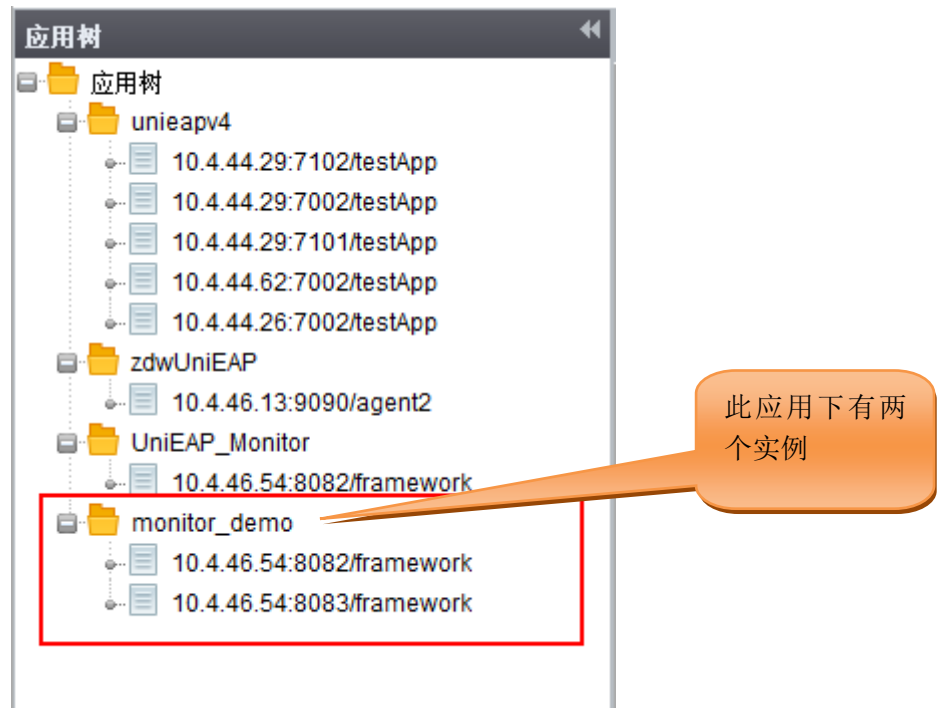 应用树
应用树
unieapv4
10.4.44.29:7102/testApp
10.4.44.29:7002/testApp
10.4.44.29:7101/testApp
10.4.44.62:7002/testApp
10.4.44.26:7002/testApp
zdwUniEAP
10.4.46.13:9090/agent2
UniEAP_Monitor
10.4.46.54:8082/framework
monitor_demo
10.4.46.54:8082/framework
10.4.46.54:8083/framework
此应用下有两
个实例